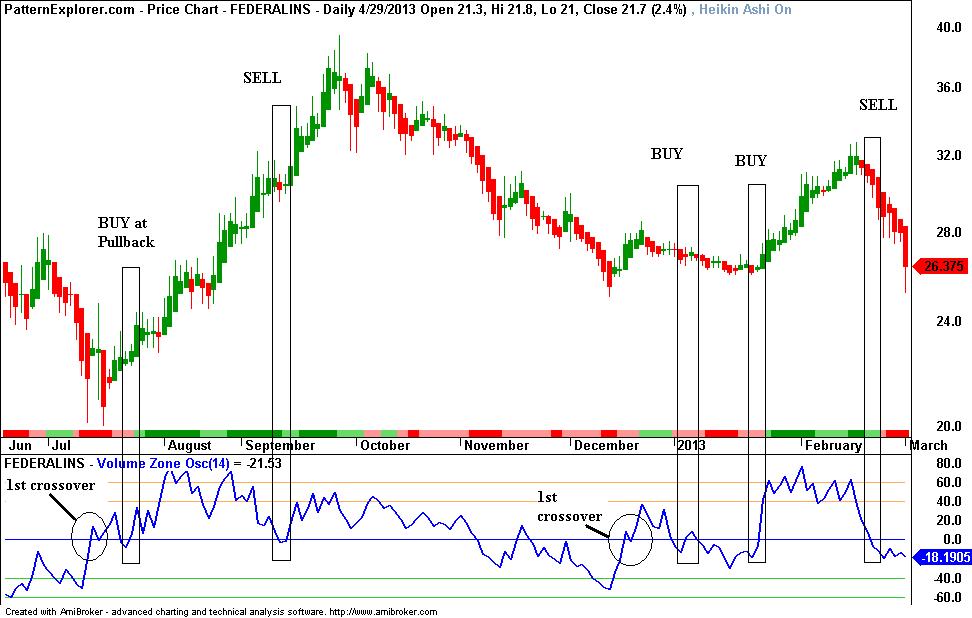 PatternExplorer.com - Price Chart - FEDERALINS - Daily 4/29/2013 Open 21.3, Hi 21.8, Lo 21, Close 21.7 (2.4%) , Heikin Ashi On
40.0
SELL
36.0
SELL
BUY
BUY
32.0
BUY at
Pullback
28.0
26.375
24.0
20.0
Jun Jul August September October November December 2013 February March
FEDERALINS - Volume Zone Osc(14) = -21.53
80.0
1st crossover
60.0
1st
crossover
40.0
20.0
0.0
-18.1905
-40.0
-60.0
Created with AmiBroker - advanced charting and technical analysis software. http://www.amibroker.com